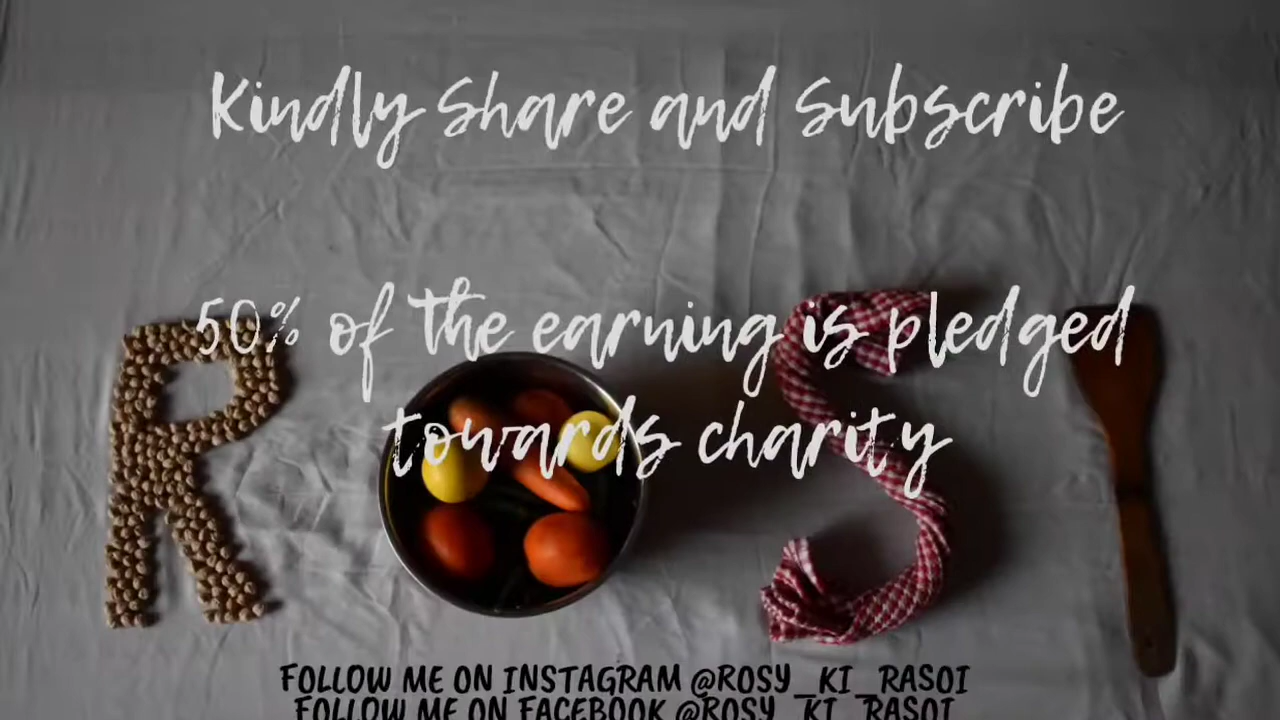 Kindly Share and Subscribe
50% of the earning is pledged
towards charity
FOLLOW ME ON INSTAGRAM @ROSY_KI_RASOI
FOLLOW ME ON FACEBOOK @ROSY_KI_RASOI